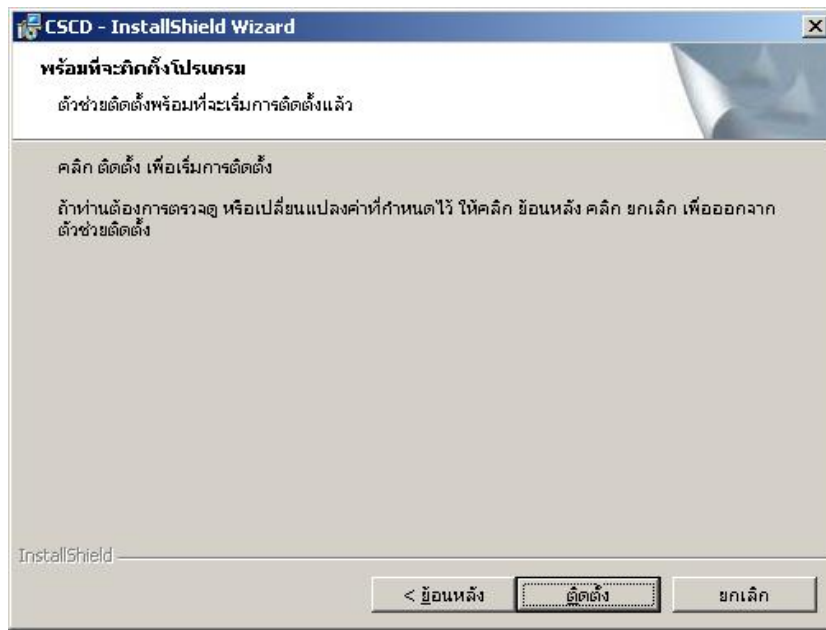 CSCD - InstallShield Wizard
พร้อมที่จะติดตั้งโปรแกรม
ตัวช่วยติดตั้งพร้อมที่จะเริ่มการติดตั้งแล้ว
คลิก ติดตั้ง เพื่อเริ่มการติดตั้ง
ถ้าท่านต้องการตรวจดู หรือเปลี่ยนแปลงค่าที่กำหนดไว้ ให้คลิก ย้อนหลัง คลิก ยกเลิก เพื่อออกจาก
ตัวช่วยติดตั้ง
InstallShield
< ย้อนหลัง
ติดตั้ง
ยกเลิก